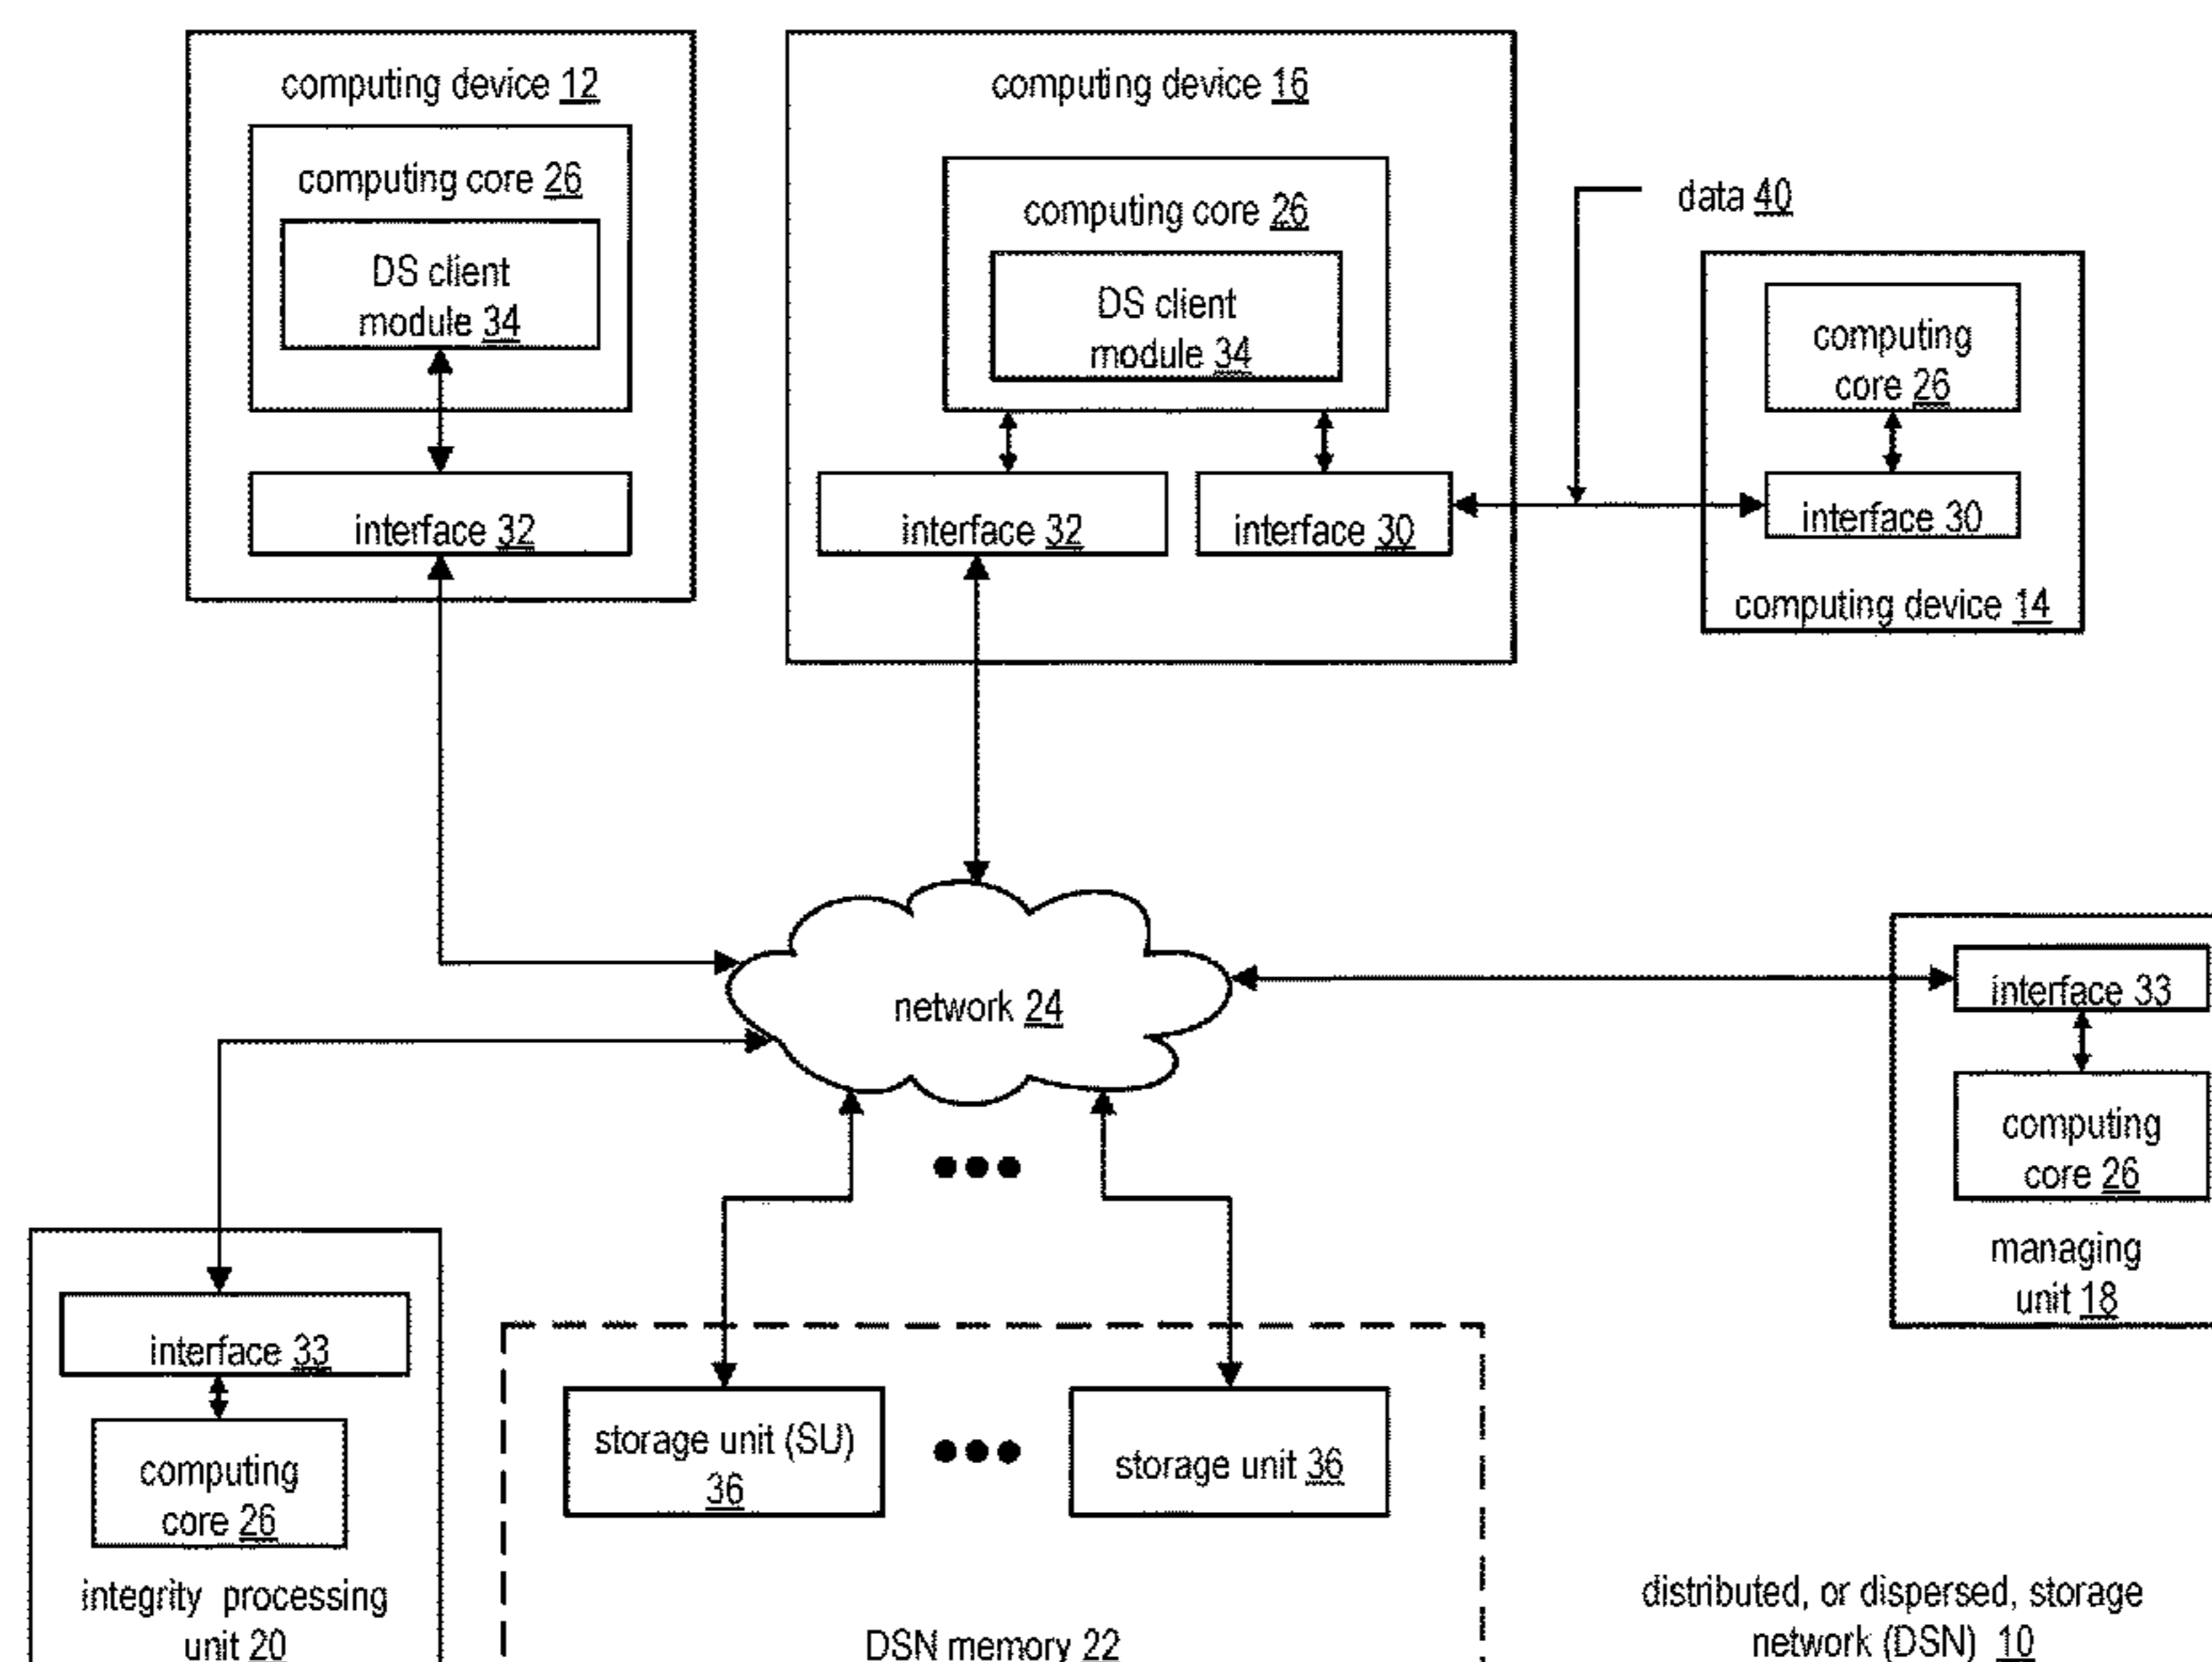 computing device 12
computing core 26
DS client
module 34
interface 32
computing device 16
computing core 26
DS client
module 34
interface 32
interface 30
data 40
computing
core 26
interface 30
computing device 14
network 24
interface 33
computing
core 26
managing
unit 18
interface 33
computing
core 26
integrity processing
unit 20
storage unit (SU)
36
storage unit 36
DSN memory 22
distributed, or dispersed, storage
network (DSN) 10